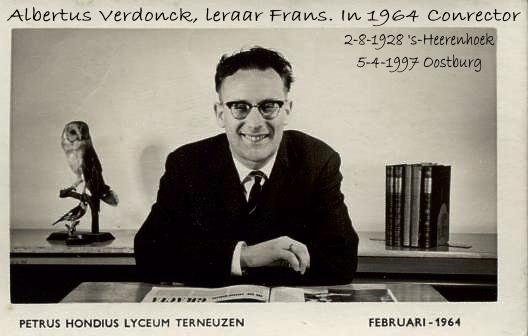 Albertus Verdonck, leraar Frans. In 1964 Conrector
2-8-1928 's-Heerenhoek
5-4-1997 Oostburg
PETRUS HONDIUS LYCEUM TERNEUZEN FEBRUARI-1964